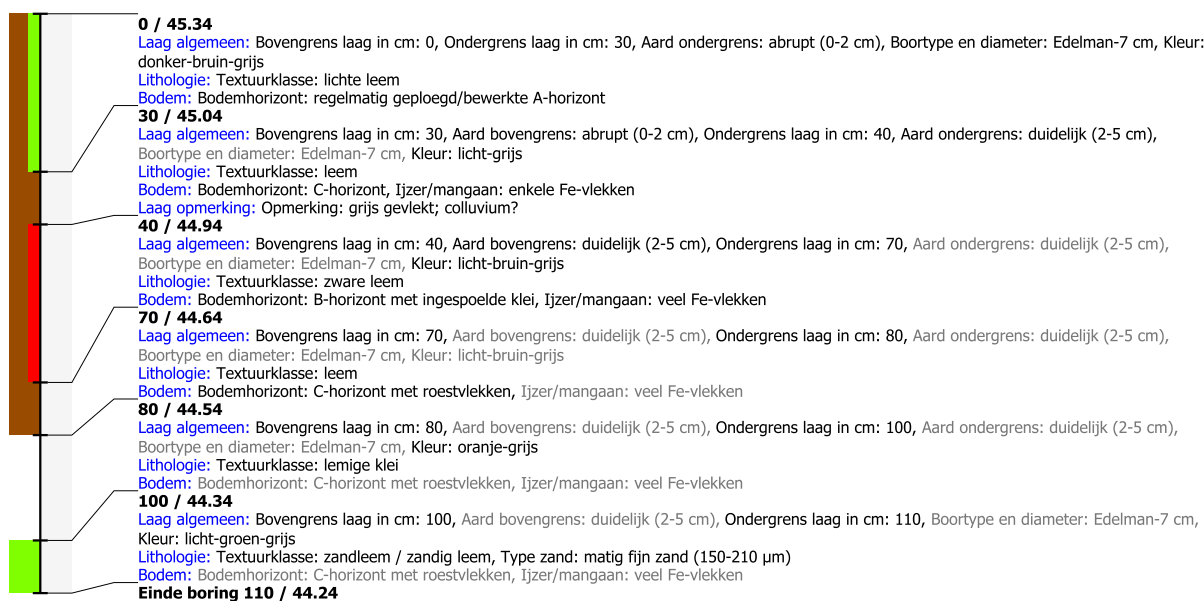 0 / 45.34
Laag algemeen: Bovengrens laag in cm: 0, Ondergrens laag in cm: 30, Aard ondergrens: abrupt (0-2 cm), Boortype en diameter: Edelman-7 cm, Kleur:
donker-bruin-grijs
Lithologie: Textuurklasse: lichte leem
Bodem: Bodemhorizont: regelmatig geploegd/bewerkte A-horizont
30 / 45.04
Laag algemeen: Bovengrens laag in cm: 30, Aard bovengrens: abrupt (0-2 cm), Ondergrens laag in cm: 40, Aard ondergrens: duidelijk (2-5 cm),
Boortype en diameter: Edelman-7 cm, Kleur: licht-grijs
Lithologie: Textuurklasse: leem
Bodem: Bodemhorizont: C-horizont, Ijzer/mangaan: enkele Fe-vlekken
Laag opmerking: Opmerking: grijs gevlekt; colluvium?
40 / 44.94
Laag algemeen: Bovengrens laag in cm: 40, Aard bovengrens: duidelijk (2-5 cm), Ondergrens laag in cm: 70, Aard ondergrens: duidelijk (2-5 cm),
Boortype en diameter: Edelman-7 cm, Kleur: licht-bruin-grijs
Lithologie: Textuurklasse: zware leem
Bodem: Bodemhorizont: B-horizont met ingespoelde klei, Ijzer/mangaan: veel Fe-vlekken
70 / 44.64
Laag algemeen: Bovengrens laag in cm: 70, Aard bovengrens: duidelijk (2-5 cm), Ondergrens laag in cm: 80, Aard ondergrens: duidelijk (2-5 cm),
Boortype en diameter: Edelman-7 cm, Kleur: licht-bruin-grijs
Lithologie: Textuurklasse: leem
Bodem: Bodemhorizont: C-horizont met roestvlekken, Ijzer/mangaan: veel Fe-vlekken
80 / 44.54
Laag algemeen: Bovengrens laag in cm: 80, Aard bovengrens: duidelijk (2-5 cm), Ondergrens laag in cm: 100, Aard ondergrens: duidelijk (2-5 cm),
Boortype en diameter: Edelman-7 cm, Kleur: oranje-grijs
Lithologie: Textuurklasse: lemige klei
Bodem: Bodemhorizont: C-horizont met roestvlekken, Ijzer/mangaan: veel Fe-vlekken
100 / 44.34
Laag algemeen: Bovengrens laag in cm: 100, Aard bovengrens: duidelijk (2-5 cm), Ondergrens laag in cm: 110, Boortype en diameter: Edelman-7 cm,
Kleur: licht-groen-grijs
Lithologie: Textuurklasse: zandleem / zandig leem, Type zand: matig fijn zand (150-210 µm)
Bodem: Bodemhorizont: C-horizont met roestvlekken, Ijzer/mangaan: veel Fe-vlekken
Einde boring 110 / 44.24